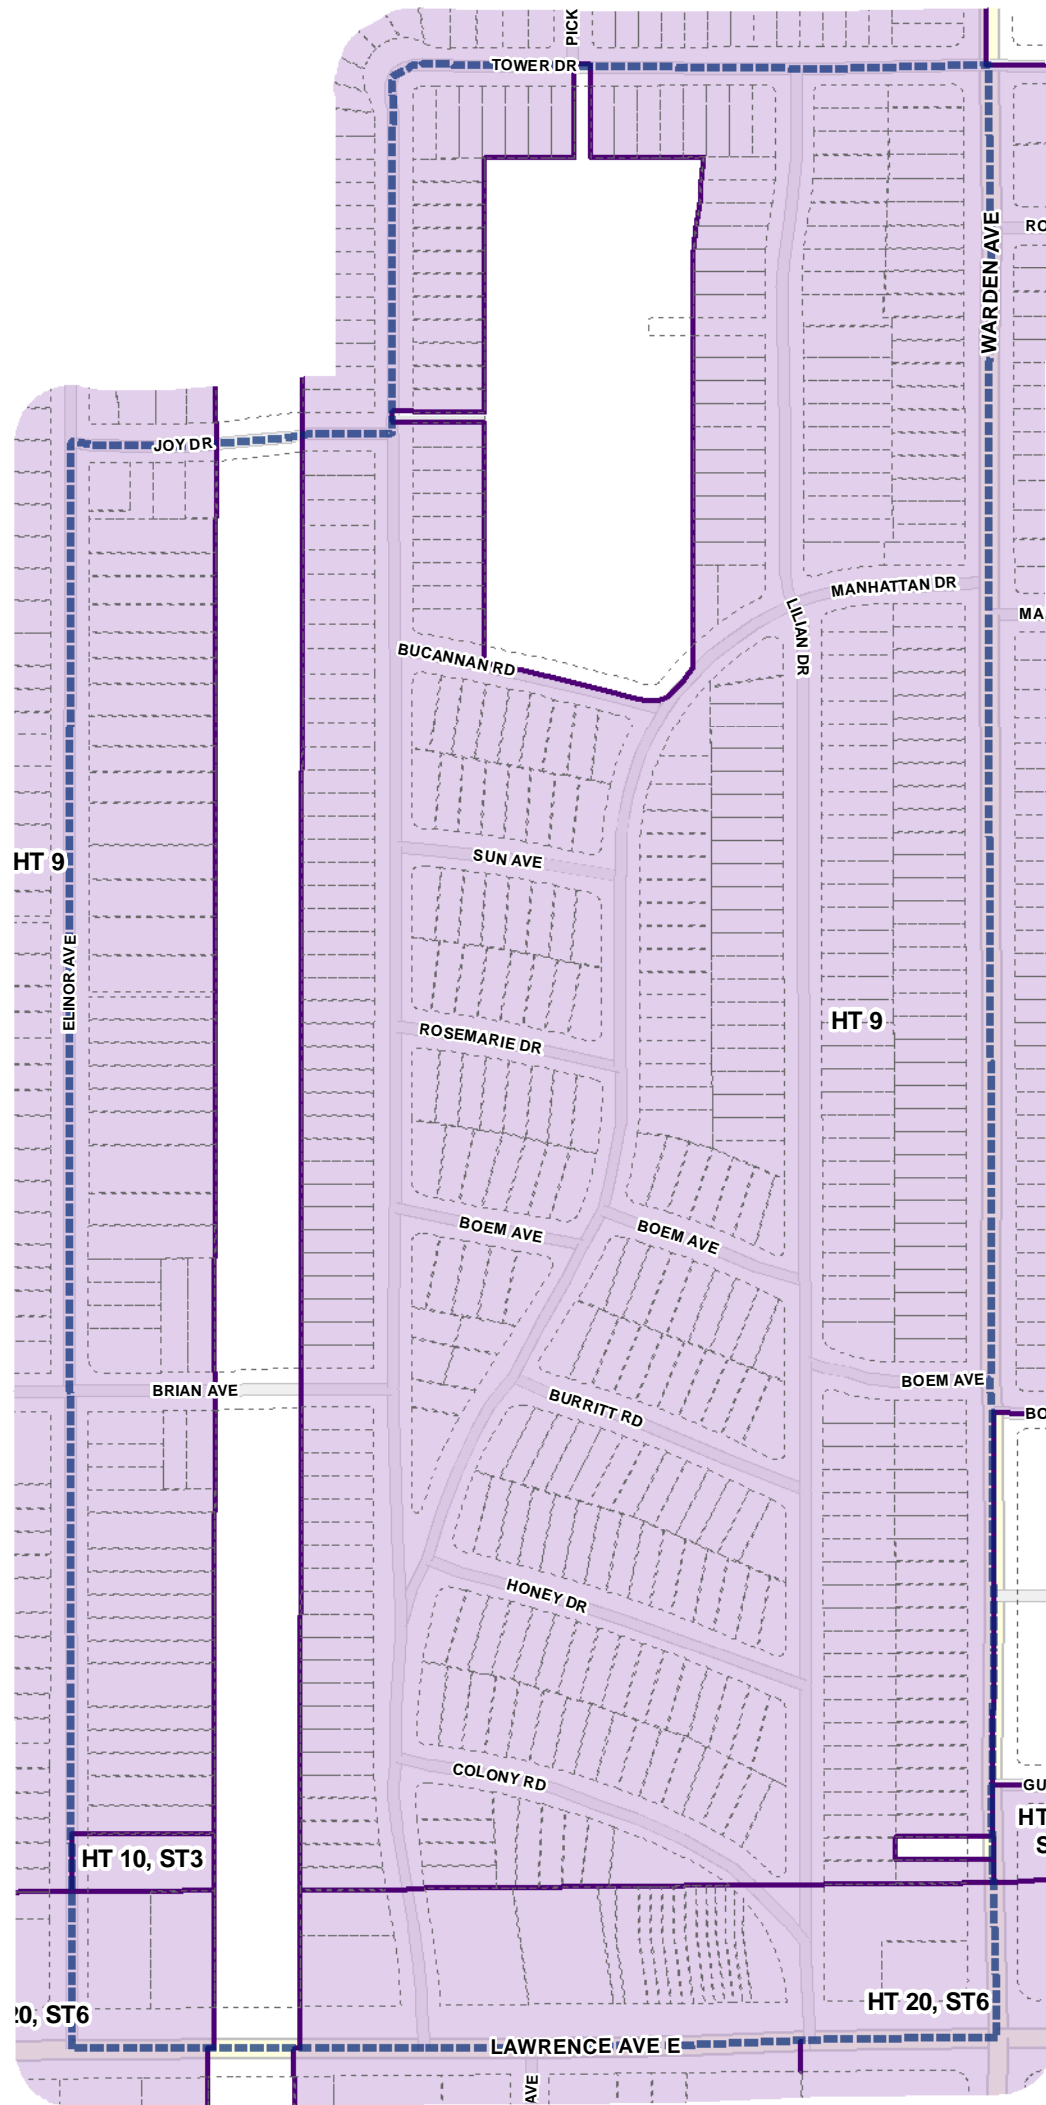 PICK
TOWER DR
WARDEN AVE
RO
JOY DR
MANHATTAN DR
LILIAN DR
MA
BUCANNAN RD
SUN AVE
HT 9
ELINOR AVE
HT 9
ROSEMARIE DR
BOEM AVE
BOEM AVE
BRIAN AVE
BOEM AVE
BURRITT RD
BO
HONEY DR
COLONY RD
GU
HT
S
HT 10, ST3
20, ST6
HT 20, ST6
LAWRENCE AVE E
AVE